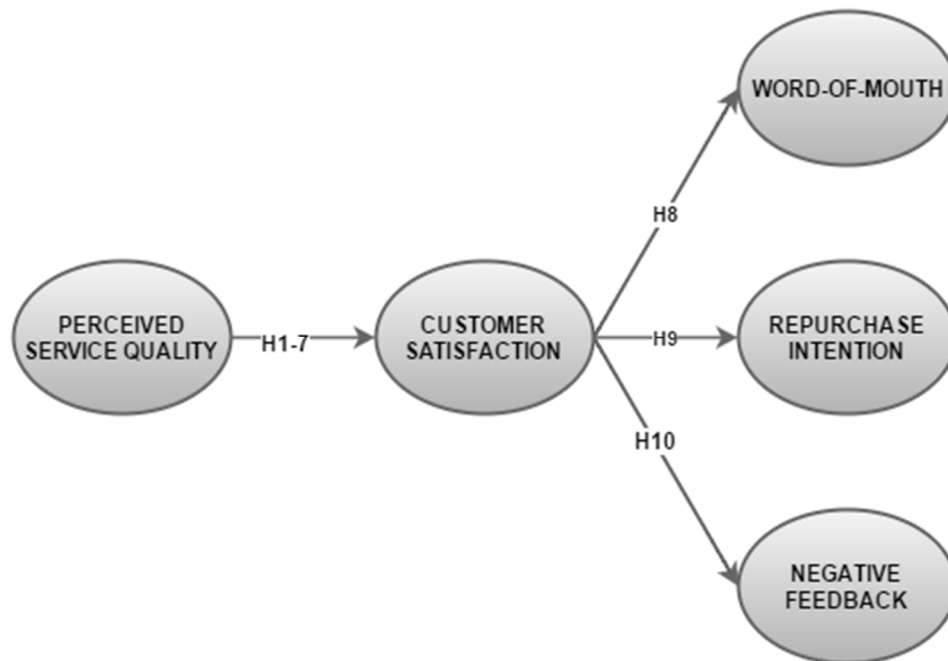 WORD-OF-MOUTH
H8
PERCEIVED
SERVICE QUALITY
H1-7
CUSTOMER
SATISFACTION
H9
REPURCHASE
INTENTION
H10
NEGATIVE
FEEDBACK